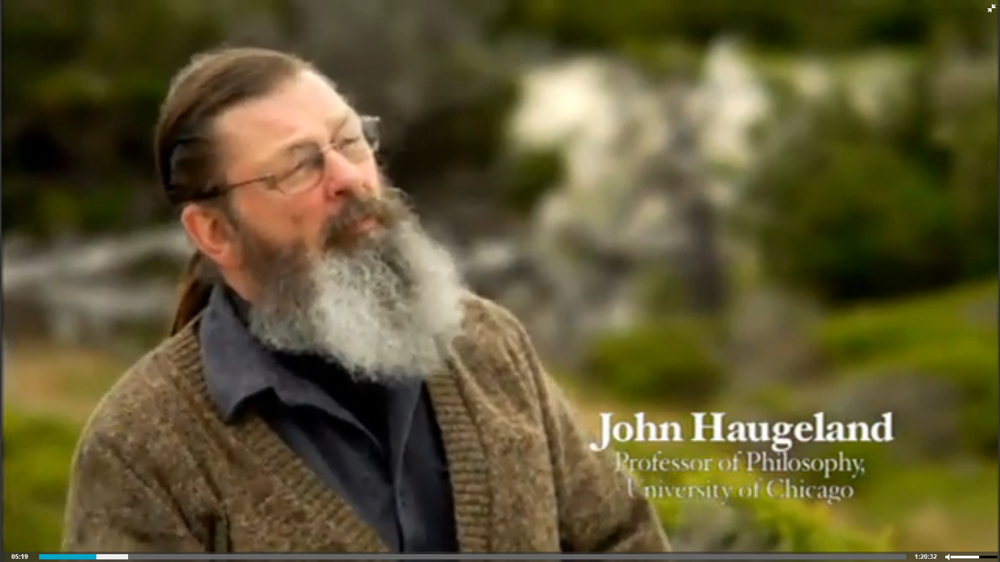 John Haugeland
Professor of Philosophy,
University of Chicago
05:19
1:20:32